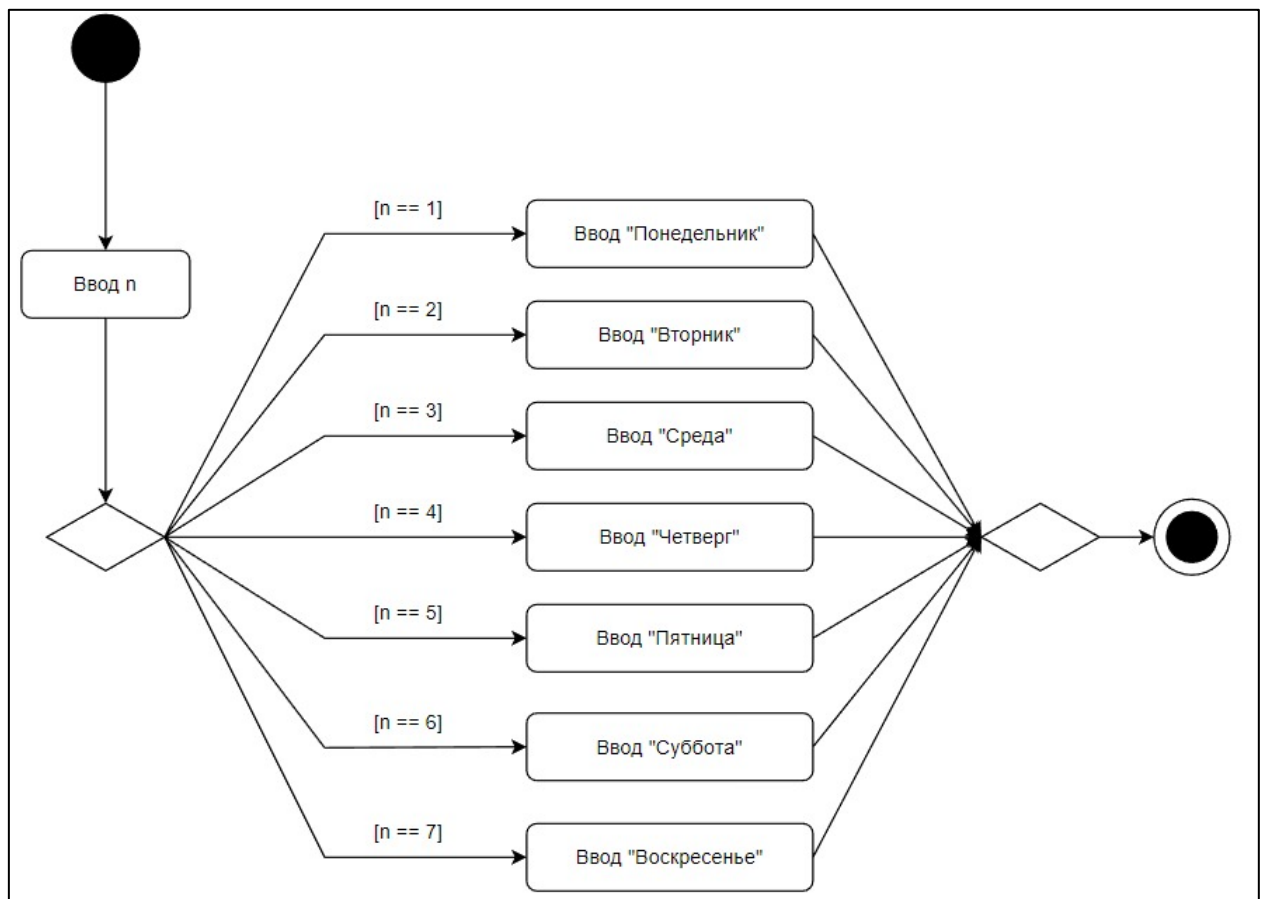 Ввод n
[n == 1]
Ввод "Понедельник"
[n == 2]
Ввод "Вторник"
[n == 3]
Ввод "Среда"
[n == 4]
Ввод "Четверг"
[n == 5]
Ввод "Пятница"
[n == 6]
Ввод "Суббота"
[n == 7]
Ввод "Воскресенье"